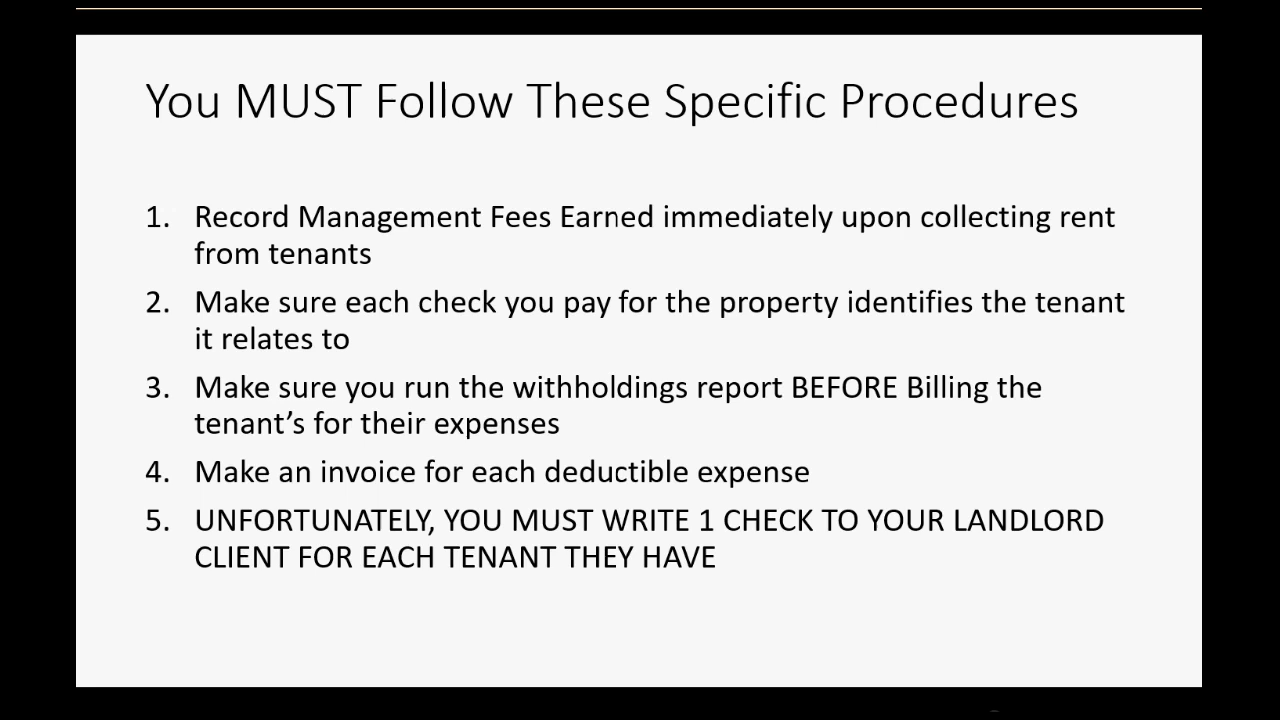 You MUST Follow These Specific Procedures
1. Record Management Fees Earned immediately upon collecting rent
from tenants
2. Make sure each check you pay for the property identifies the tenant
it relates to
3. Make sure you run the withholdings report BEFORE Billing the
tenant’s for their expenses
4. Make an invoice for each deductible expense
5. UNFORTUNATELY, YOU MUST WRITE 1 CHECK TO YOUR LANDLORD
CLIENT FOR EACH TENANT THEY HAVE